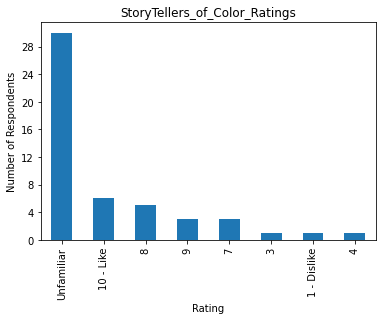 StoryTellers_of_Color_Ratings
Number of Respondents
28
24
20
16
12
8
4
0
Unfamiliar
10 - Like
8
9
7
3
1 - Dislike
4
Rating